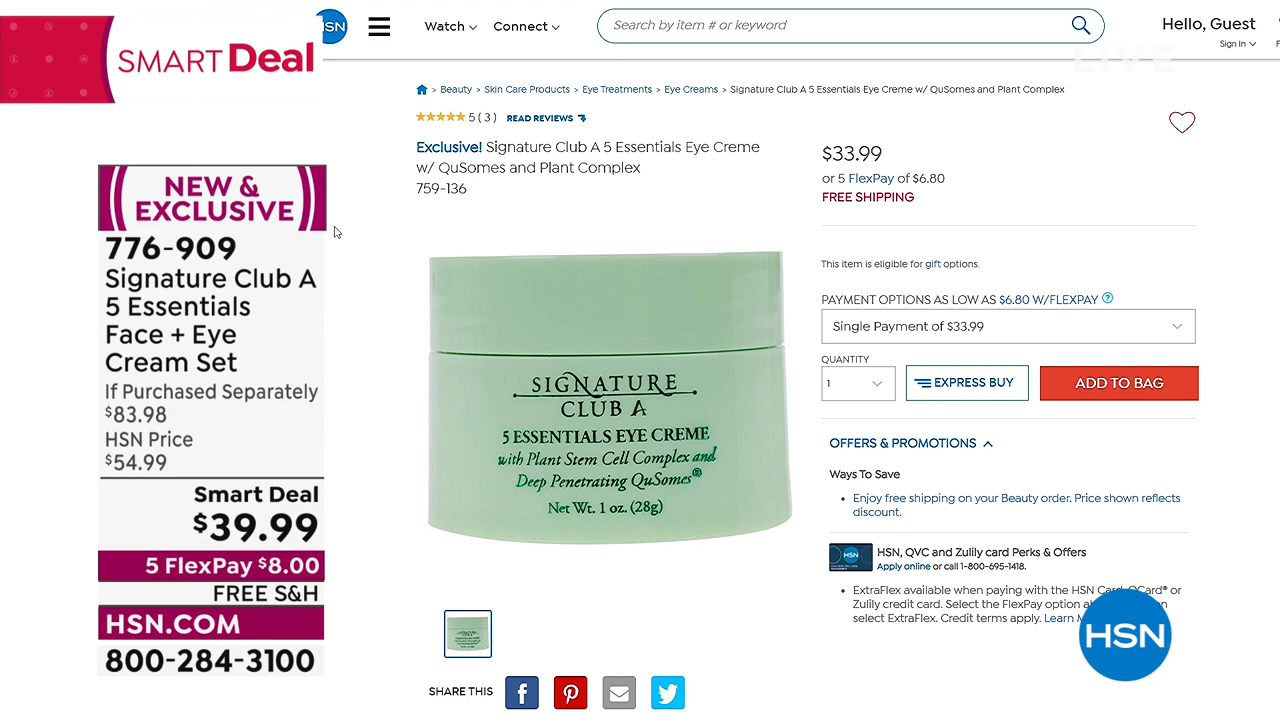 SMART Deal
HSN
Watch
Connect
Search by item # or keyword
Hello, Guest
Sign In
LIVE
Beauty > Skin Care Products > Eye Treatments > Eye Creams > Signature Club A 5 Essentials Eye Creme w/ QuSomes and Plant Complex
5 ( 3 ) READ REVIEWS
Exclusive! Signature Club A 5 Essentials Eye Creme
w/ QuSomes and Plant Complex
759-136
$33.99
or 5 FlexPay of $6.80
FREE SHIPPING
This item is eligible for gift options.
PAYMENT OPTIONS AS LOW AS $6.80 W/FLEXPAY ?
Single Payment of $33.99
QUANTITY
1
EXPRESS BUY
ADD TO BAG
OFFERS & PROMOTIONS
Ways To Save
• Enjoy free shipping on your Beauty order. Price shown reflects
discount.
HSN
HSN, QVC and Zulily card Perks & Offers
Apply online or call 1-800-695-1418.
• ExtraFlex available when paying with the HSN Card, QCard® or
Zulily credit card. Select the FlexPay option
select ExtraFlex. Credit terms apply. Learn
HSN
NEW &
EXCLUSIVE
776-909
Signature Club A
5 Essentials
Face + Eye
Cream Set
If Purchased Separately
$83.98
HSN Price
$54.99
Smart Deal
$39.99
5 FlexPay $8.00
FREE S&H
HSN.COM
800-284-3100
SIGNATURE
CLUB A
5 ESSENTIALS EYE CREME
with Plant Stem Cell Complex and
Deep Penetrating QuSomes®
Net Wt. 1 oz. (28g)
SHARE THIS